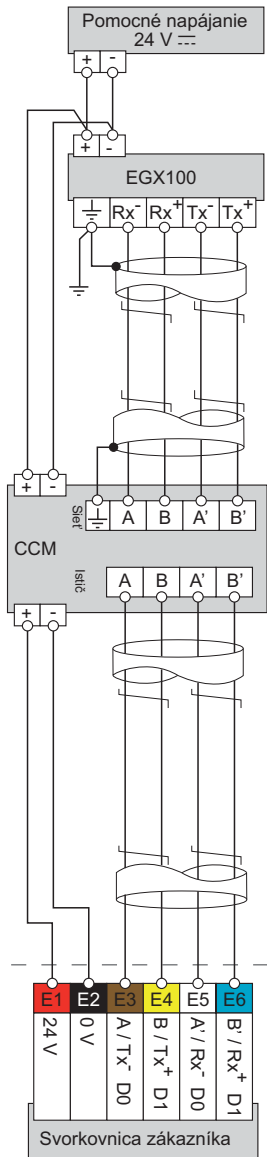 Pomocné napájanie
24 V ⎓
+ -
+ -
EGX100
Rx- Rx+ Tx- Tx+
+ -
Sieť
A B A' B'
CCM
Istič
A B A' B'
+ -
E1 E2 E3 E4 E5 E6
24 V
0 V
A / Tx- D0
B / Tx+ D1
A' / Rx- D0
B' / Rx+ D1
Svorkovnica zákazníka